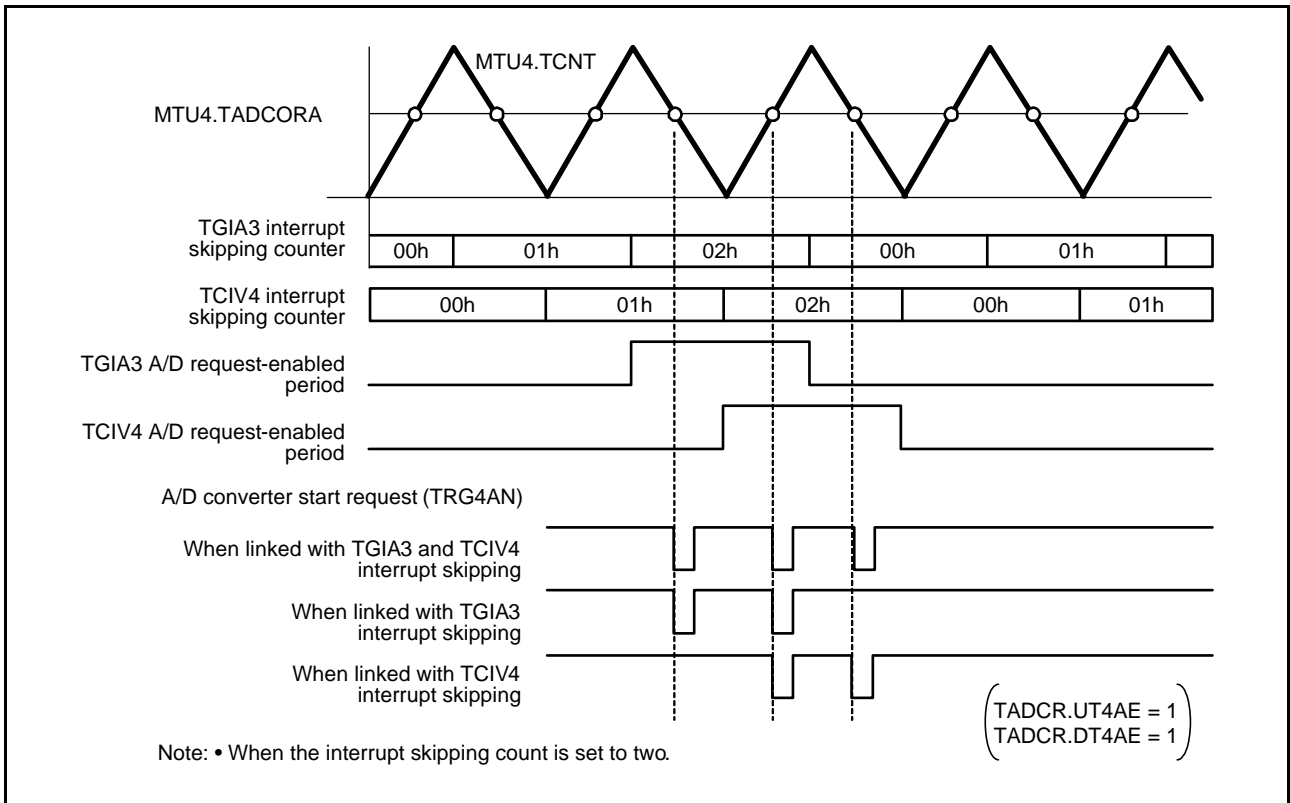 MTU4.TCNT
MTU4.TADCORA
TGIA3 interrupt
skipping counter
00h 01h 02h 00h 01h
TCIV4 interrupt
skipping counter
00h 01h 02h 00h 01h
TGIA3 A/D request-enabled
period
TCIV4 A/D request-enabled
period
A/D converter start request (TRG4AN)
When linked with TGIA3 and TCIV4
interrupt skipping
When linked with TGIA3
interrupt skipping
When linked with TCIV4
interrupt skipping
TADCR.UT4AE = 1
TADCR.DT4AE = 1
Note: • When the interrupt skipping count is set to two.